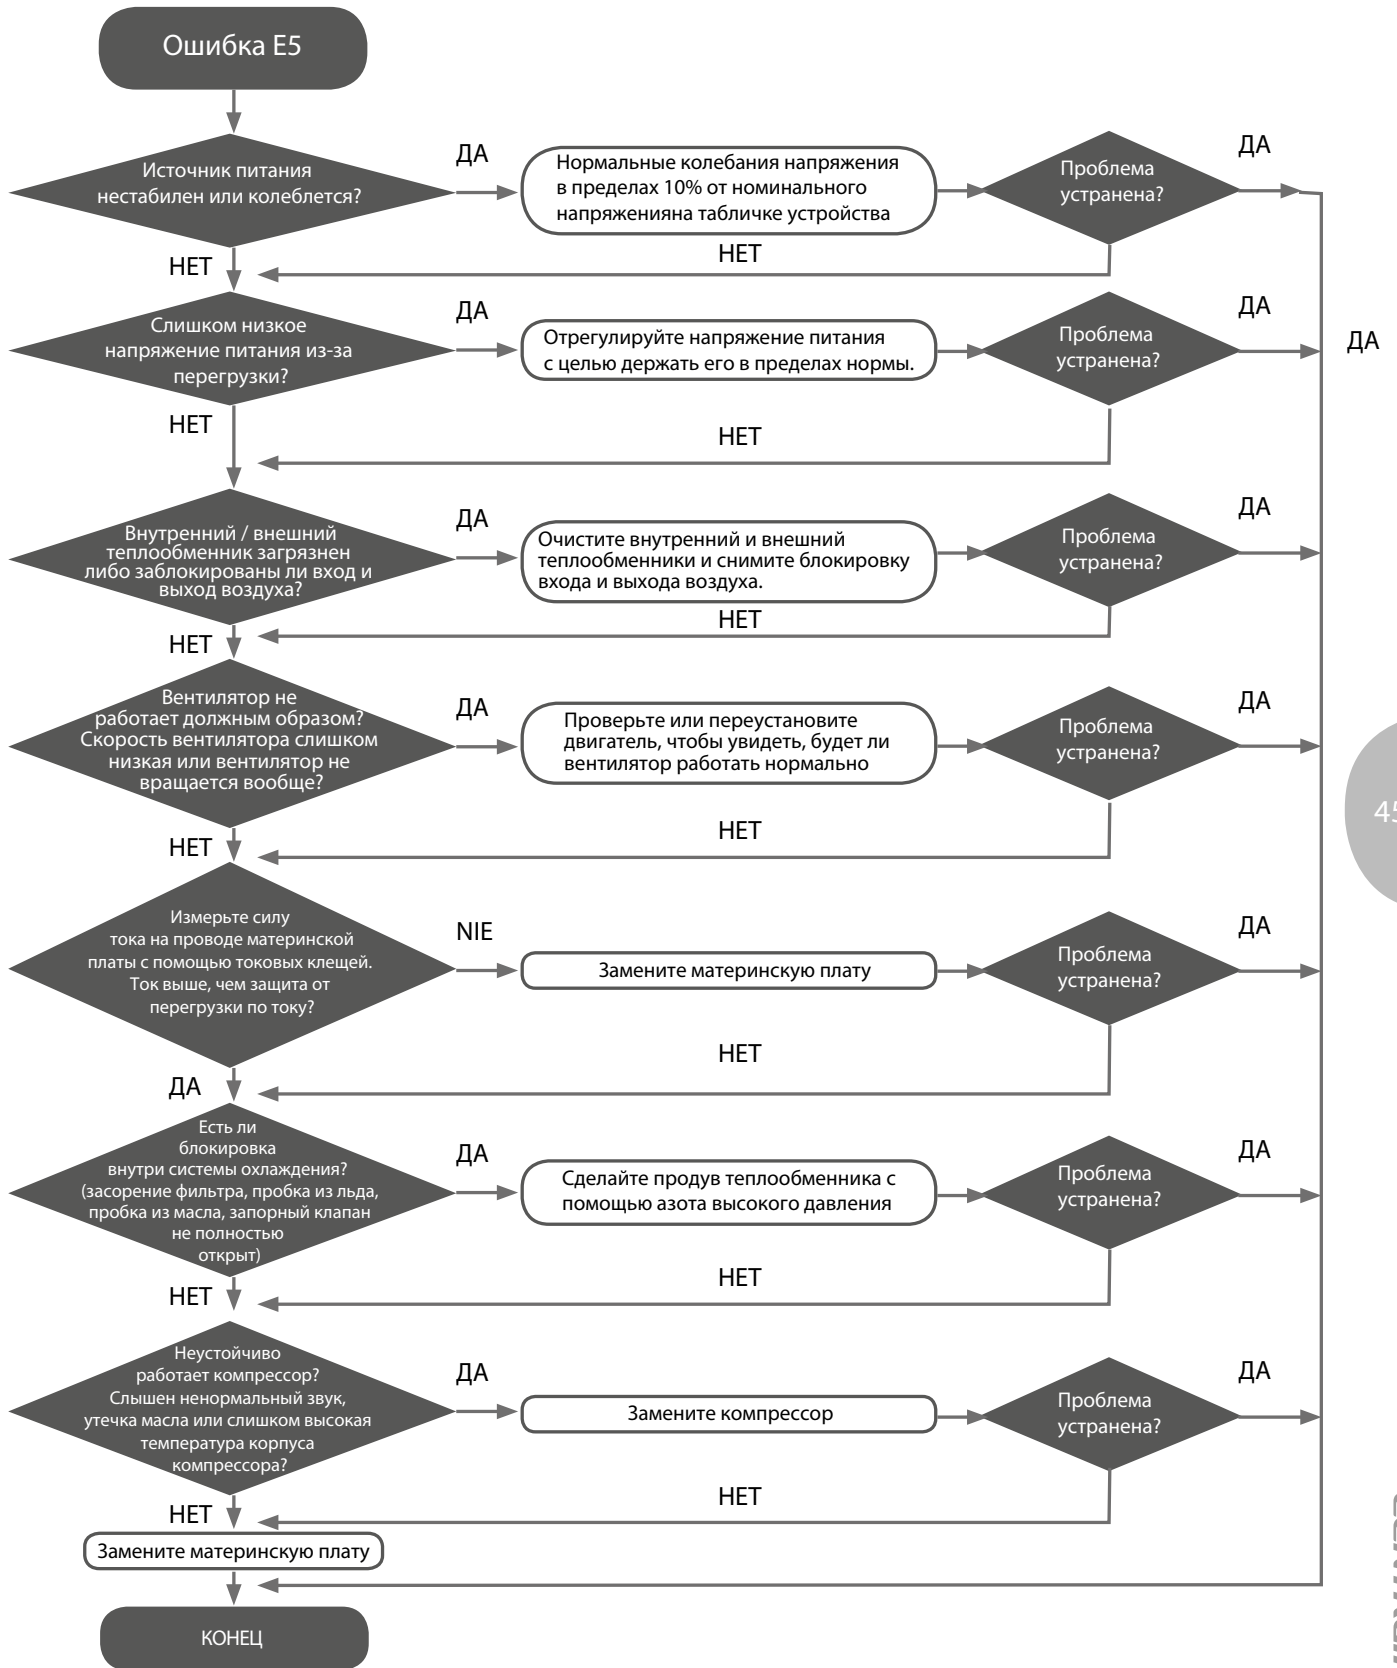 Ошибка E5
Источник питания
нестабилен или колеблется?
ДА
Нормальные колебания напряжения
в пределах 10% от номинального
напряженияна табличке устройства
Проблема
устранена?
ДА
НЕТ
НЕТ
Слишком низкое
напряжение питания из-за
перегрузки?
ДА
Отрегулируйте напряжение питания
с целью держать его в пределах нормы.
Проблема
устранена?
ДА
ДА
НЕТ
НЕТ
Внутренний / внешний
теплообменник загрязнен
либо заблокированы ли вход и
выход воздуха?
ДА
Очистите внутренний и внешний
теплообменники и снимите блокировку
входа и выхода воздуха.
Проблема
устранена?
ДА
НЕТ
НЕТ
Вентилятор не
работает должным образом?
Скорость вентилятора слишком
низкая или вентилятор не
вращается вообще?
ДА
Проверьте или переустановите
двигатель, чтобы увидеть, будет ли
вентилятор работать нормально
Проблема
устранена?
ДА
45
НЕТ
НЕТ
Измерьте силу
тока на проводе материнской
платы с помощью токовых клещей.
Ток выше, чем защита от
перегрузки по току?
NIE
Замените материнскую плату
Проблема
устранена?
ДА
НЕТ
ДА
Есть ли
блокировка
внутри системы охлаждения?
(засорение фильтра, пробка из льда,
пробка из масла, запорный клапан
не полностью
открыт)
ДА
Сделайте продув теплообменника с
помощью азота высокого давления
Проблема
устранена?
ДА
НЕТ
НЕТ
Неустойчиво
работает компрессор?
Слышен ненормальный звук,
утечка масла или слишком высокая
температура корпуса
компрессора?
ДА
Замените компрессор
Проблема
устранена?
ДА
НЕТ
НЕТ
Замените материнскую плату
КОНЕЦ